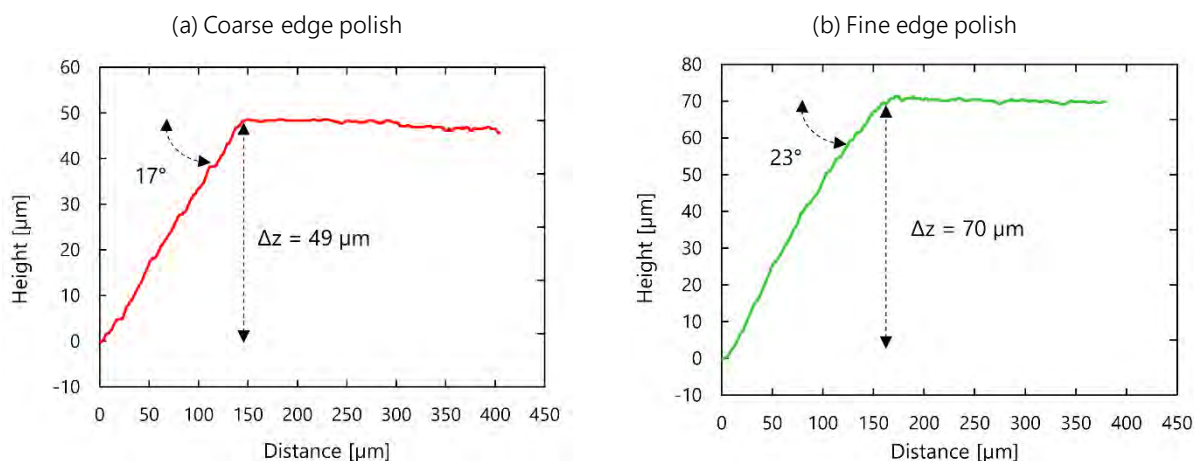 (a) Coarse edge polish
60
50
40
30
20
10
0
-10
Height [µm]
17°
Δz = 49 µm
0 50 100 150 200 250 300 350 400 450
Distance [µm]
(b) Fine edge polish
80
70
60
50
40
30
20
10
0
-10
Height [µm]
23°
Δz = 70 µm
0 50 100 150 200 250 300 350 400 450
Distance [µm]